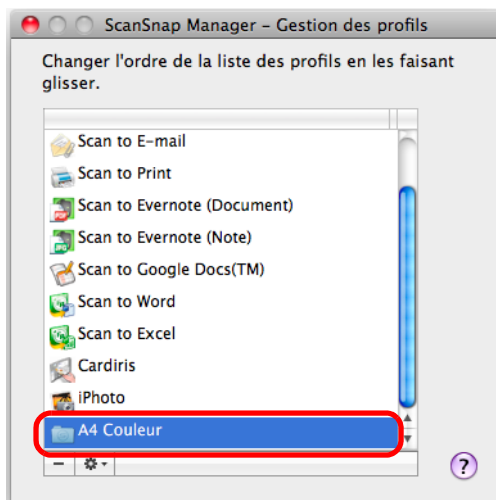 ScanSnap Manager – Gestion des profils
Changer l'ordre de la liste des profils en les faisant
glisser.
Scan to E-mail
Scan to Print
Scan to Evernote (Document)
Scan to Evernote (Note)
Scan to Google Docs(TM)
Scan to Word
Scan to Excel
Cardiris
iPhoto
A4 Couleur